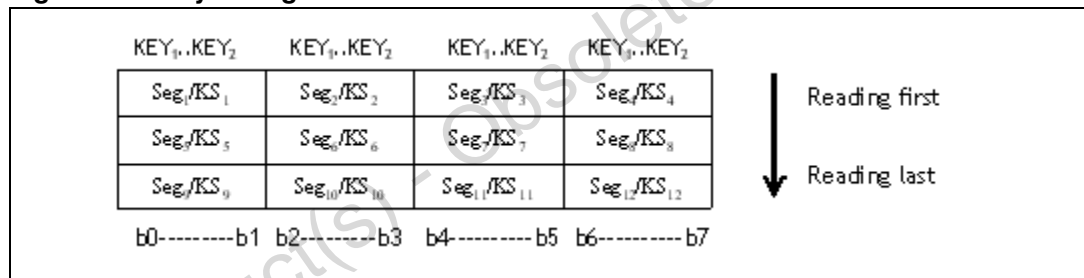 KEY₁..KEY₂ KEY₁..KEY₂ KEY₁..KEY₂ KEY₁..KEY₂
Seg₁/KS₁ Seg₂/KS₂ Seg₃/KS₃ Seg₄/KS₄ Reading first
Seg₅/KS₅ Seg₆/KS₆ Seg₇/KS₇ Seg₈/KS₈
Seg₉/KS₉ Seg₁₀/KS₁₀ Seg₁₁/KS₁₁ Seg₁₂/KS₁₂ Reading last
b0---------b1 b2---------b3 b4----------b5 b6----------b7
ct(s) - Obsolete